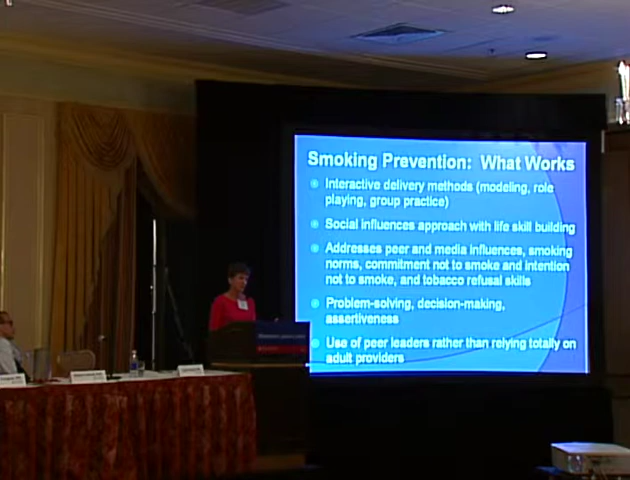 Smoking Prevention: What Works
Interactive delivery methods (modeling, role
playing, group practice)
Social influences approach with life skill building
Addresses peer and media influences, smoking
norms, commitment not to smoke and intention
not to smoke, and tobacco refusal skills
Problem-solving, decision-making,
assertiveness
Use of peer leaders rather than relying totally on
adult providers